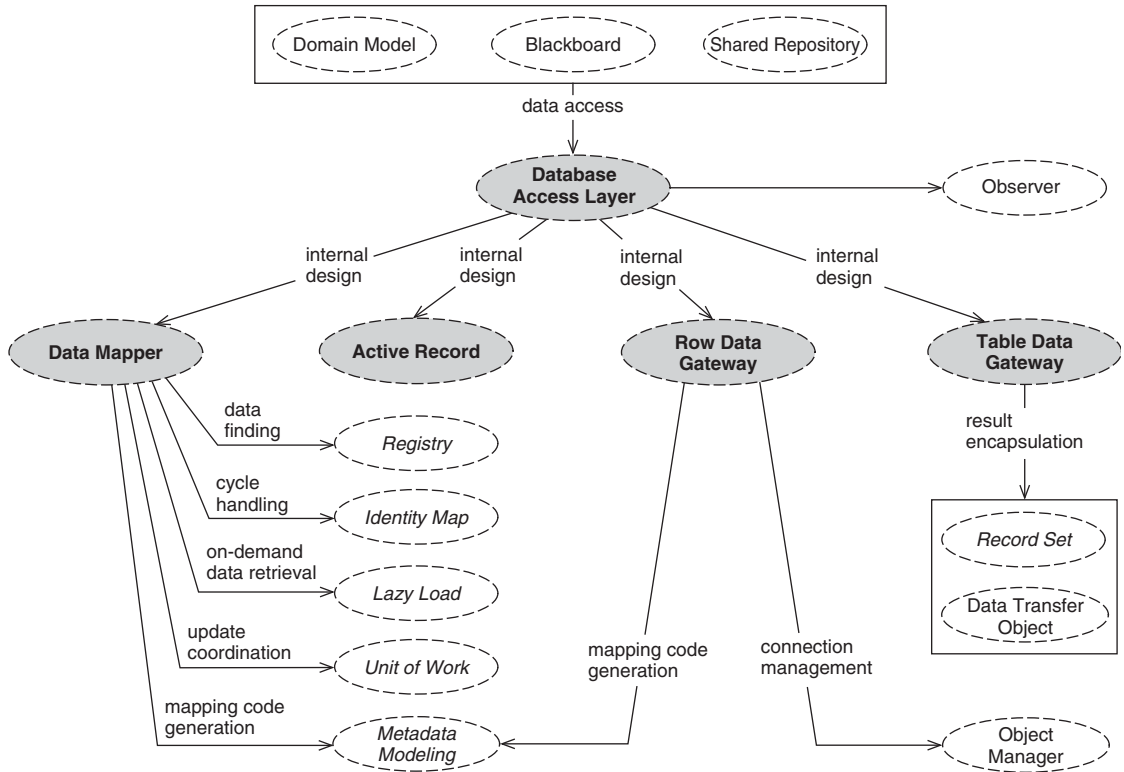 Domain Model
Blackboard
Shared Repository
data access
Database
Access Layer
Observer
internal
design
internal
design
internal
design
internal
design
Data Mapper
Active Record
Row Data
Gateway
Table Data
Gateway
data
finding
Registry
result
encapsulation
cycle
handling
Identity Map
Record Set
on-demand
data retrieval
Lazy Load
Data Transfer
Object
update
coordination
Unit of Work
mapping code
generation
connection
management
mapping code
generation
Metadata
Modeling
Object
Manager